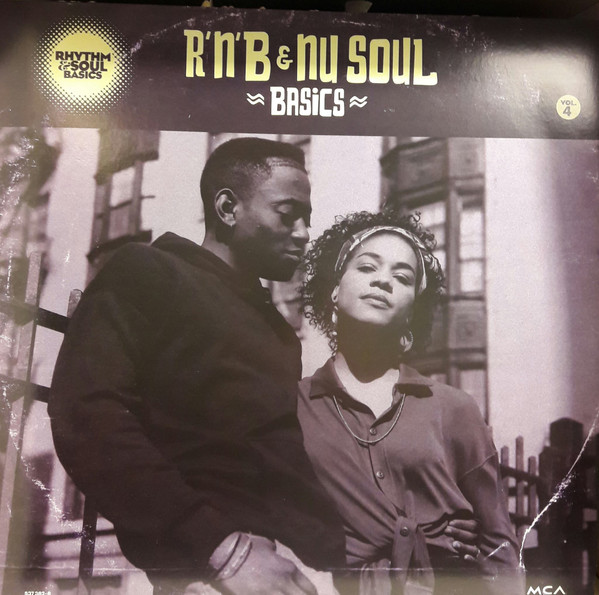 RHYTHM
& SOUL
BASICS
R'N'B & NU SOUL
BASICS
VOL.
4
MCA